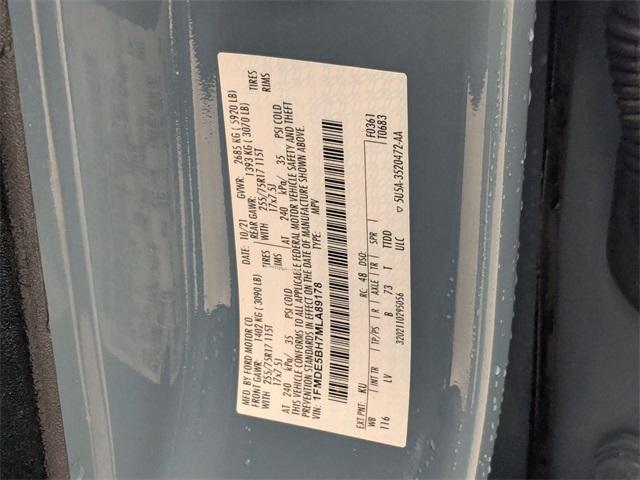 MFD. BY FORD MOTOR CO.
DATE: 10/21 GVWR: 2685 KG ( 5920 LB)
FRONT GAWR: 1402 KG (3090 LB) REAR GAWR: 1393 KG ( 3070 LB)
WITH 255/75R17 115T TIRES WITH 255/75R17 115T TIRES
17x7.5J RIMS 17x7.5J RIMS
AT 240 kPa/ 35 PSI COLD AT 240 kPa/ 35 PSI COLD
THIS VEHICLE CONFORMS TO ALL APPLICABLE FEDERAL MOTOR VEHICLE SAFETY AND THEFT
PREVENTION STANDARDS IN EFFECT ON THE DATE OF MANUFACTURE SHOWN ABOVE.
VIN: 1FMDE5BH7MLA89178 TYPE: MPV
F0361
T0683
EXT PNT: KU RC: 48 DSO:
WB INT TR TP/PS R AXLE TR SPR
116 LV B 73 T TTDD
ULC
320211029505​6 5U5A-3520472-AA